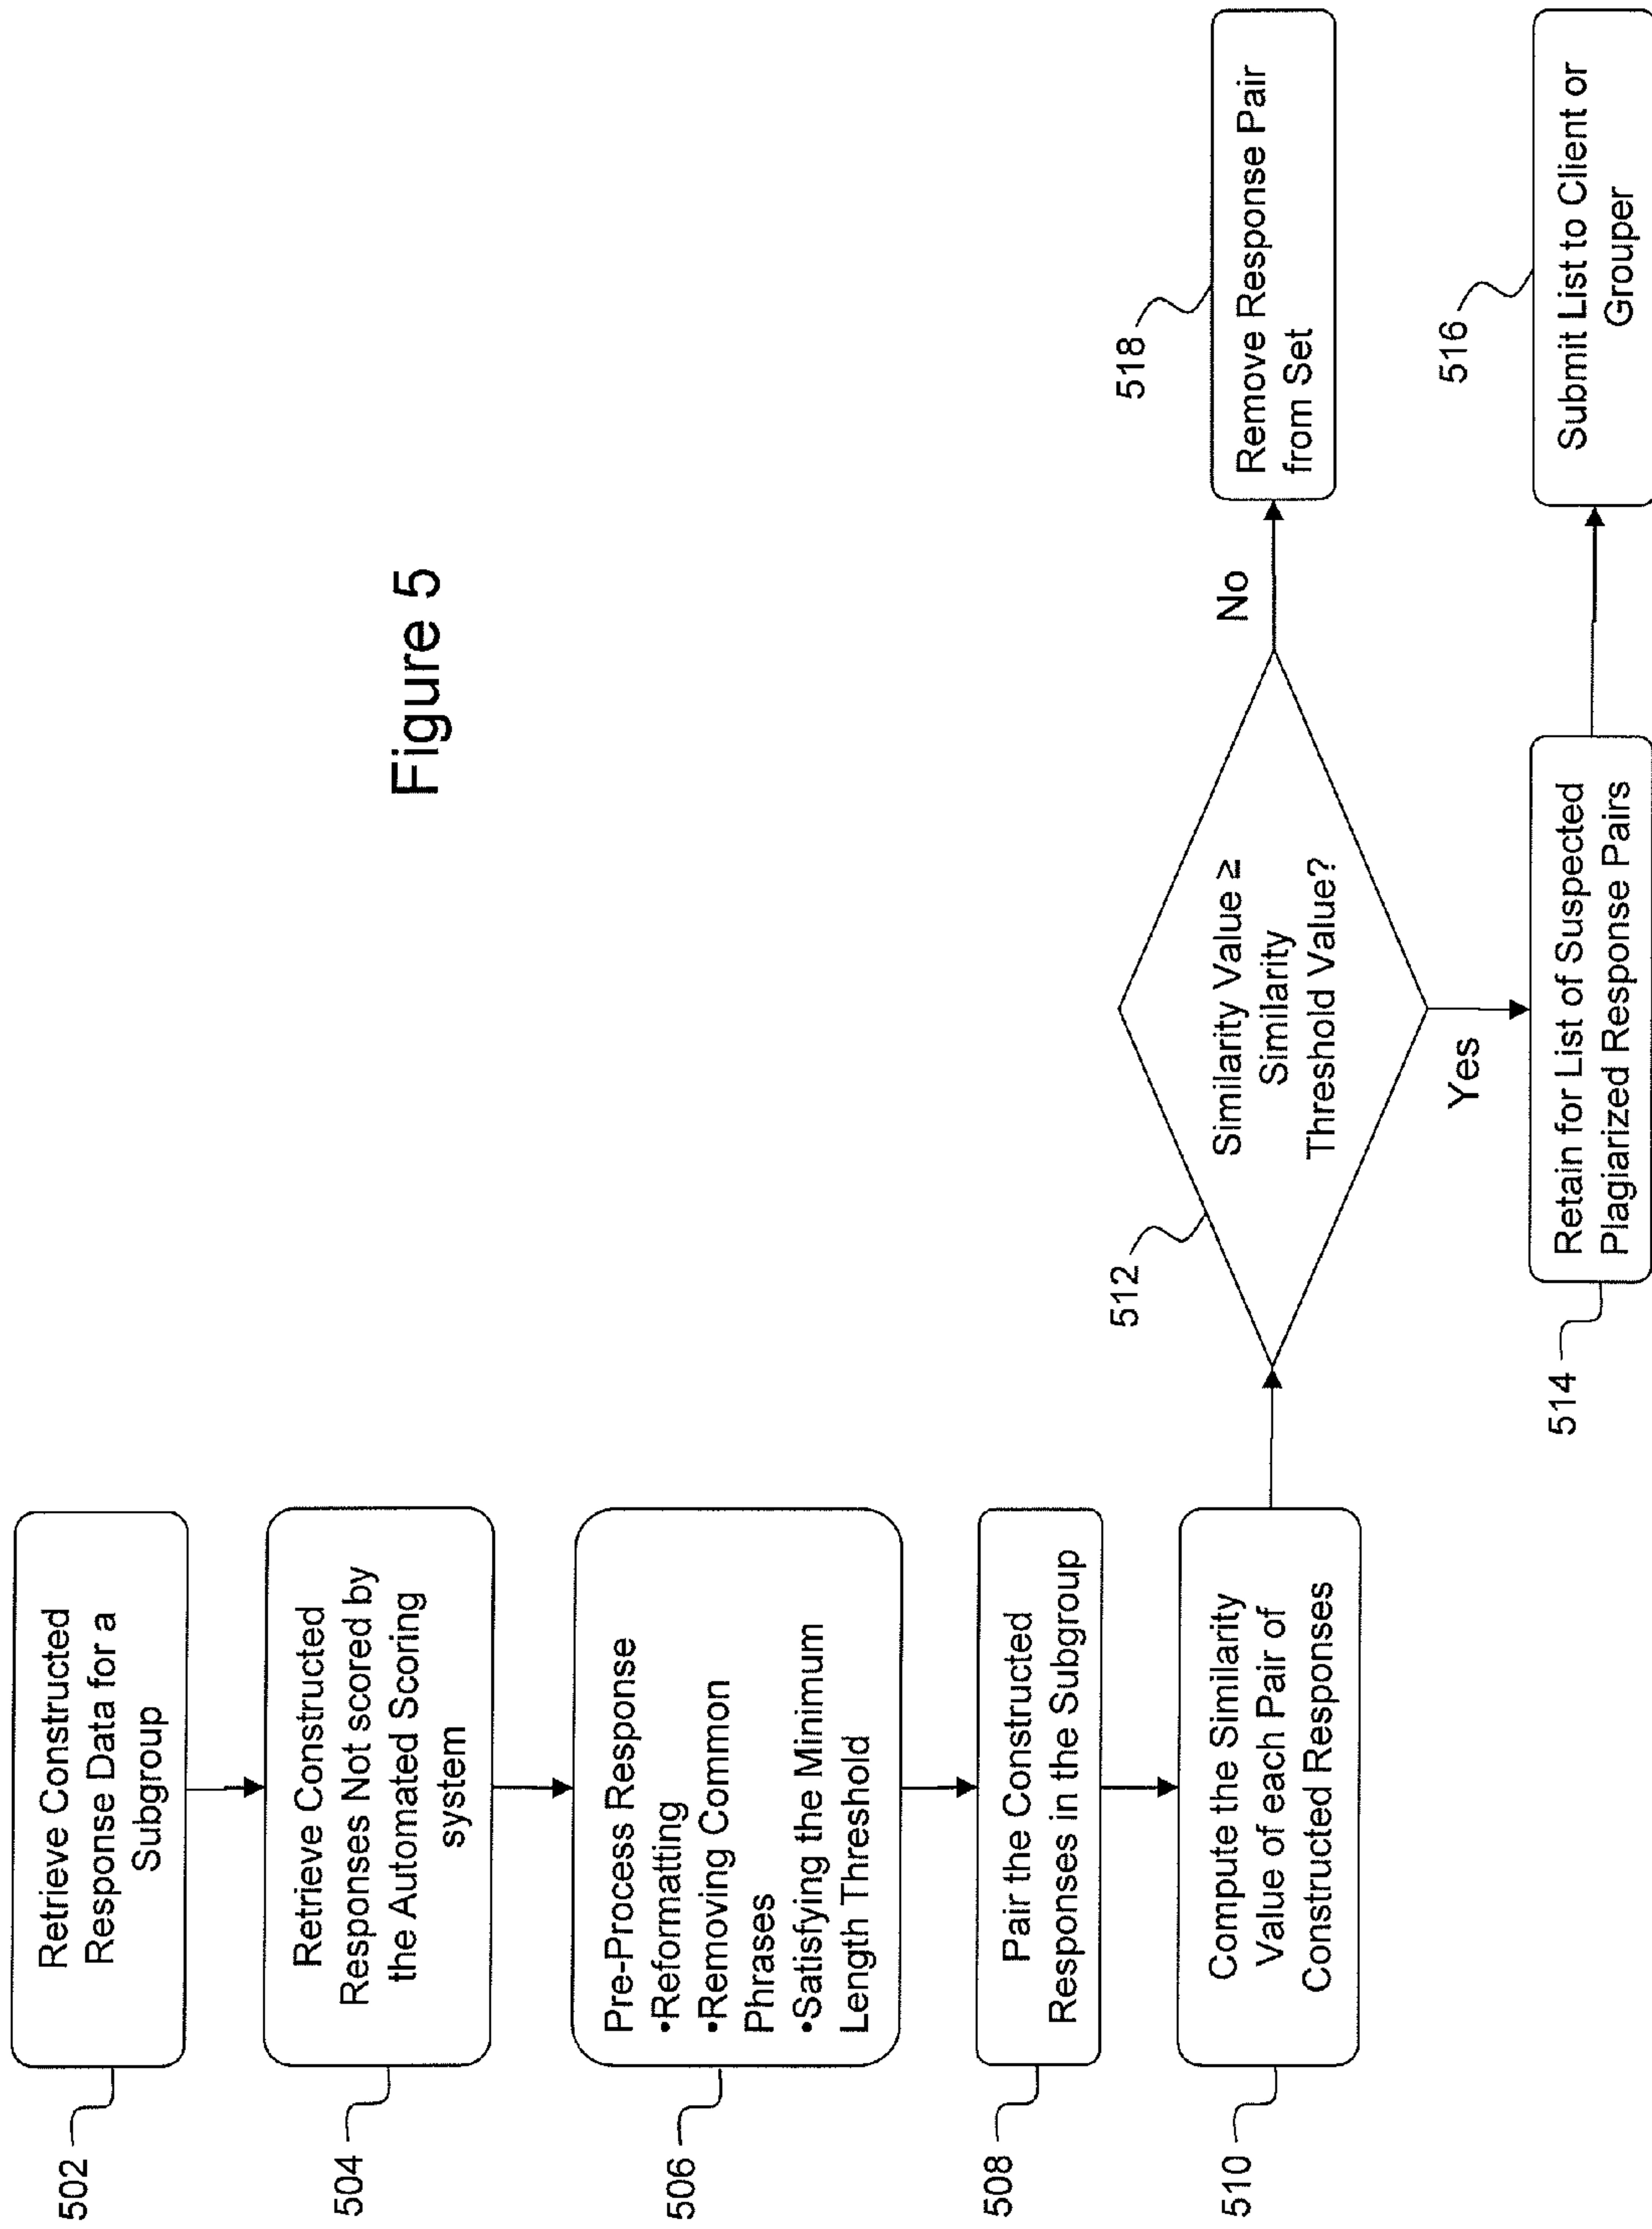 Figure 5
502
Retrieve Constructed
Response Data for a
Subgroup
504
Retrieve Constructed
Responses Not scored by
the Automated Scoring
system
506
Pre-Process Response
•Reformatting
•Removing Common
Phrases
•Satisfying the Minimum
Length Threshold
508
Pair the Constructed
Responses in the Subgroup
510
Compute the Similarity
Value of each Pair of
Constructed Responses
512
Similarity Value ≥
Similarity
Threshold Value?
No
518
Remove Response Pair
from Set
Yes
514
Retain for List of Suspected
Plagiarized Response Pairs
516
Submit List to Client or
Grouper